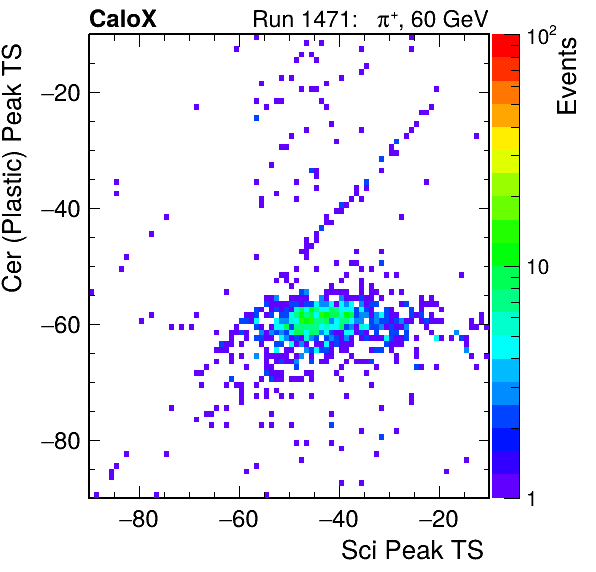 CaloX Run 1471: π⁺, 60 GeV
Cer (Plastic) Peak TS
−20
−40
−60
−80
−80 −60 −40 −20
Sci Peak TS
10²
10
1
Events